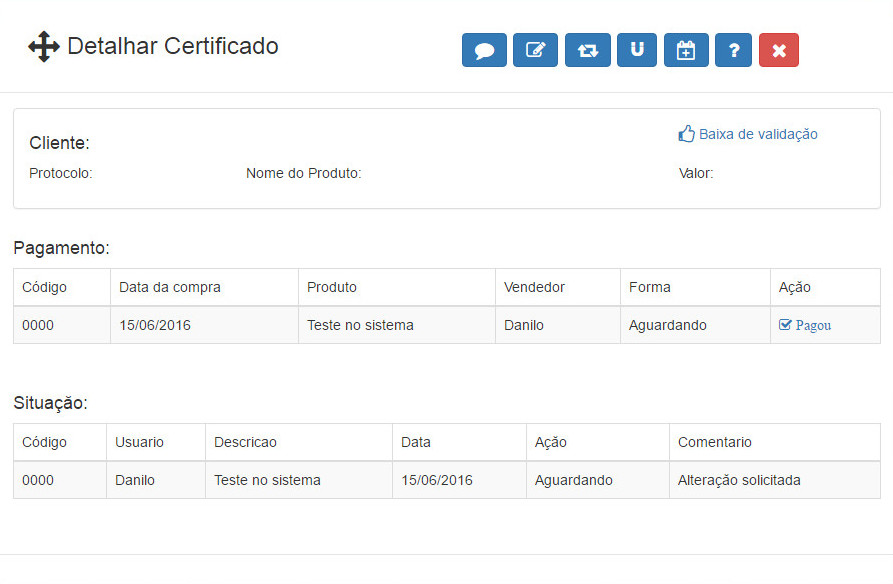 Detalhar Certificado
?
Baixa de validação
Cliente:
Protocolo: Nome do Produto: Valor:
Pagamento:
Código Data da compra Produto Vendedor Forma Ação
0000 15/06/2016 Teste no sistema Danilo Aguardando Pagou
Situação:
Código Usuario Descricao Data Ação Comentario
0000 Danilo Teste no sistema 15/06/2016 Aguardando Alteração solicitada